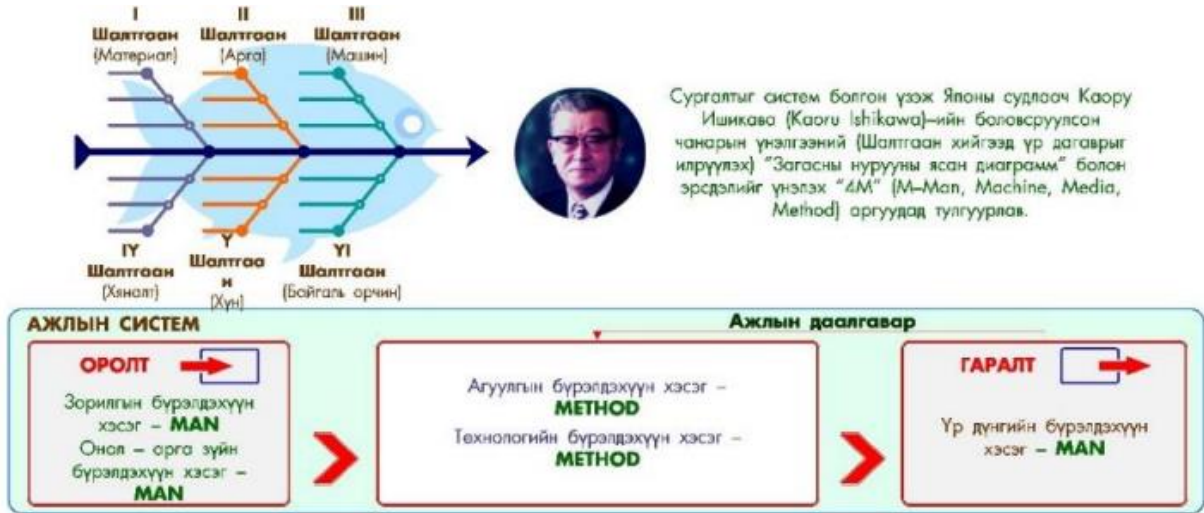 I
Шалтгаан
(Материал)
II
Шалтгаан
(Арга)
III
Шалтгаан
(Машин)
IY
Шалтгаан
(Хяналт)
Y
Шалтгаа
н
(Хүн)
YI
Шалтгаан
(Байгаль орчин)
Сургалтыг систем болгон үзэж Японы судлаач Каору
Ишикава (Kaoru Ishikawa)–ийн боловсруулсан
чанарын үнэлгээний (Шалтгаан хийгээд үр дагаврыг
илрүүлэх) "Загасны нурууны ясан диаграмм" болон
эрсдэлийг үнэлэх "4M" (M–Man, Machine, Media,
Method) аргуудад тулгуурлав.
АЖЛЫН СИСТЕМ
Ажлын даалгавар
ОРОЛТ
Зорилгын бүрэлдэхүүн
хэсэг – MAN
Онол – арга зүйн
бүрэлдэхүүн хэсэг –
MAN
Агуулгын бүрэлдэхүүн хэсэг –
METHOD
Технологийн бүрэлдэхүүн хэсэг –
METHOD
ГАРАЛТ
Үр дүнгийн бүрэлдэхүүн
хэсэг – MAN